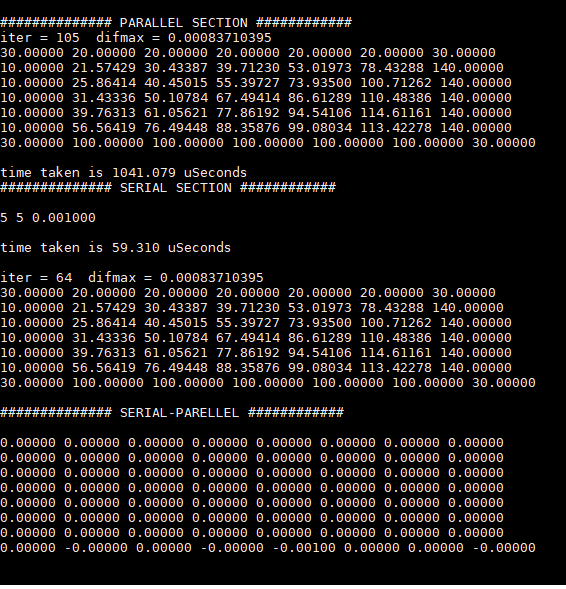 ############## PARALLEL SECTION ############
iter = 105  difmax = 0.00083710395
30.00000 20.00000 20.00000 20.00000 20.00000 20.00000 30.00000
10.00000 21.57429 30.43387 39.71230 53.01973 78.43288 140.00000
10.00000 25.86414 40.45015 55.39727 73.93500 100.71262 140.00000
10.00000 31.43336 50.10784 67.49414 86.61289 110.48386 140.00000
10.00000 39.76313 61.05621 77.86192 94.54106 114.61161 140.00000
10.00000 56.56419 76.49448 88.35876 99.08034 113.42278 140.00000
30.00000 100.00000 100.00000 100.00000 100.00000 100.00000 30.00000
time taken is 1041.079 uSeconds
############## SERIAL SECTION ############
5 5 0.001000
time taken is 59.310 uSeconds
iter = 64  difmax = 0.00083710395
30.00000 20.00000 20.00000 20.00000 20.00000 20.00000 30.00000
10.00000 21.57429 30.43387 39.71230 53.01973 78.43288 140.00000
10.00000 25.86414 40.45015 55.39727 73.93500 100.71262 140.00000
10.00000 31.43336 50.10784 67.49414 86.61289 110.48386 140.00000
10.00000 39.76313 61.05621 77.86192 94.54106 114.61161 140.00000
10.00000 56.56419 76.49448 88.35876 99.08034 113.42278 140.00000
30.00000 100.00000 100.00000 100.00000 100.00000 100.00000 30.00000
############## SERIAL-PARELLEL ############
0.00000 0.00000 0.00000 0.00000 0.00000 0.00000 0.00000 0.00000
0.00000 0.00000 0.00000 0.00000 0.00000 0.00000 0.00000 0.00000
0.00000 0.00000 0.00000 0.00000 0.00000 0.00000 0.00000 0.00000
0.00000 0.00000 0.00000 0.00000 0.00000 0.00000 0.00000 0.00000
0.00000 0.00000 0.00000 0.00000 0.00000 0.00000 0.00000 0.00000
0.00000 0.00000 0.00000 0.00000 0.00000 0.00000 0.00000 0.00000
0.00000 0.00000 0.00000 0.00000 0.00000 0.00000 0.00000 0.00000
0.00000 -0.00000 0.00000 -0.00000 -0.00100 0.00000 0.00000 -0.00000